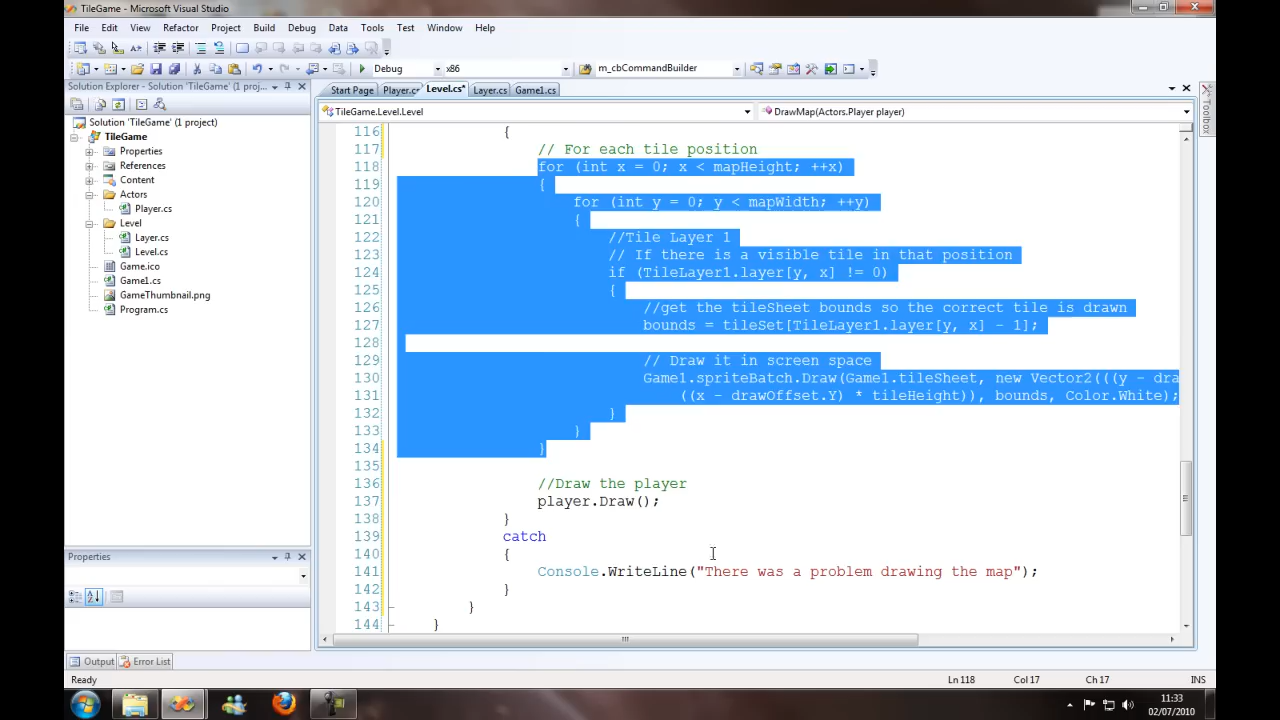 TileGame - Microsoft Visual Studio
File Edit View Refactor Project Build Debug Data Tools Test Window Help
Debug x86 m_cbCommandBuilder
Solution Explorer - Solution 'TileGame' (1 proj...
Start Page Player.cs Level.cs* Layer.cs Game1.cs
TileGame.Level.Level DrawMap(Actors.Player player)
Toolbox
Solution 'TileGame' (1 project)
TileGame
Properties
References
Content
Actors
Player.cs
Level
Layer.cs
Level.cs
Game.ico
Game1.cs
GameThumbnail.png
Program.cs
Properties
116 {
117 // For each tile position
118 for (int x = 0; x < mapHeight; ++x)
119 {
120 for (int y = 0; y < mapWidth; ++y)
121 {
122 //Tile Layer 1
123 // If there is a visible tile in that position
124 if (TileLayer1.layer[y, x] != 0)
125 {
126 //get the tileSheet bounds so the correct tile is drawn
127 bounds = tileSet[TileLayer1.layer[y, x] - 1];
128
129 // Draw it in screen space
130 Game1.spriteBatch.Draw(Game1.tileSheet, new Vector2(((y - dra
131 ((x - drawOffset.Y) * tileHeight)), bounds, Color.White);
132 }
133 }
134 }
135
136 //Draw the player
137 player.Draw();
138 }
139 catch
140 {
141 Console.WriteLine("There was a problem drawing the map");
142 }
143 }
144 }
Output Error List
Ready Ln 118 Col 17 Ch 17 INS
11:33
02/07/2010